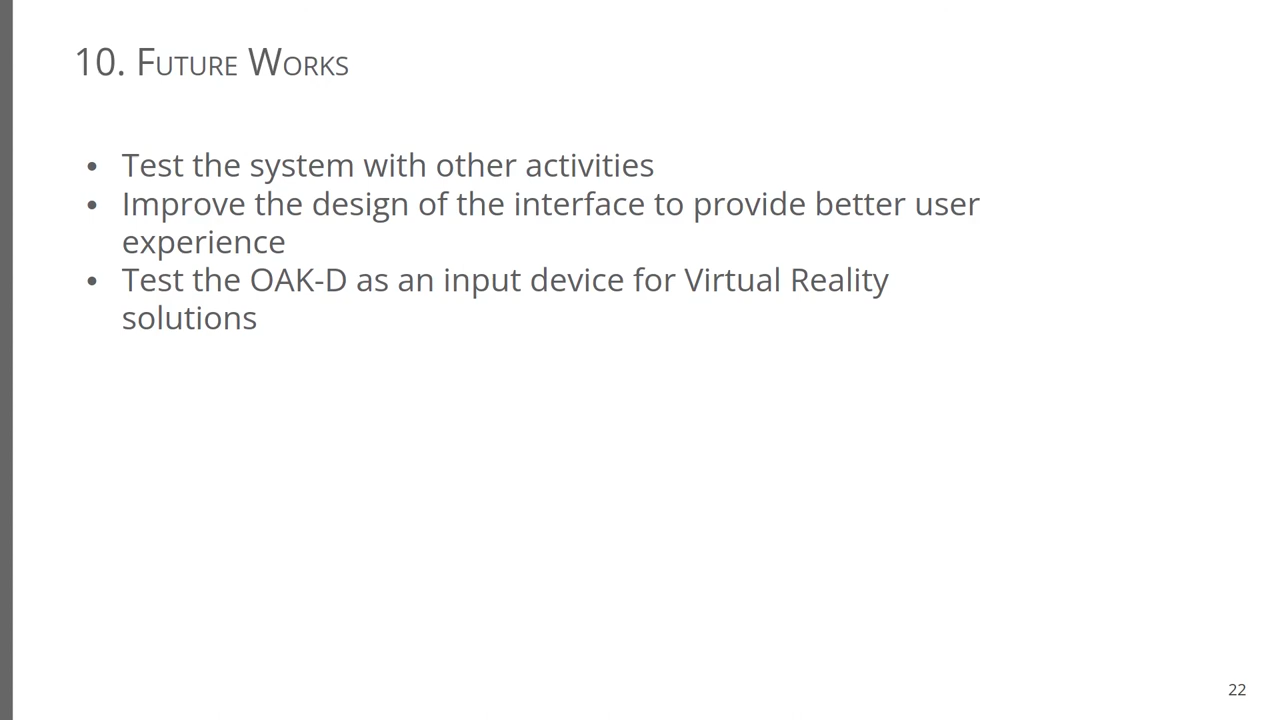 10. Future Works
• Test the system with other activities
• Improve the design of the interface to provide better user
experience
• Test the OAK-D as an input device for Virtual Reality
solutions
22